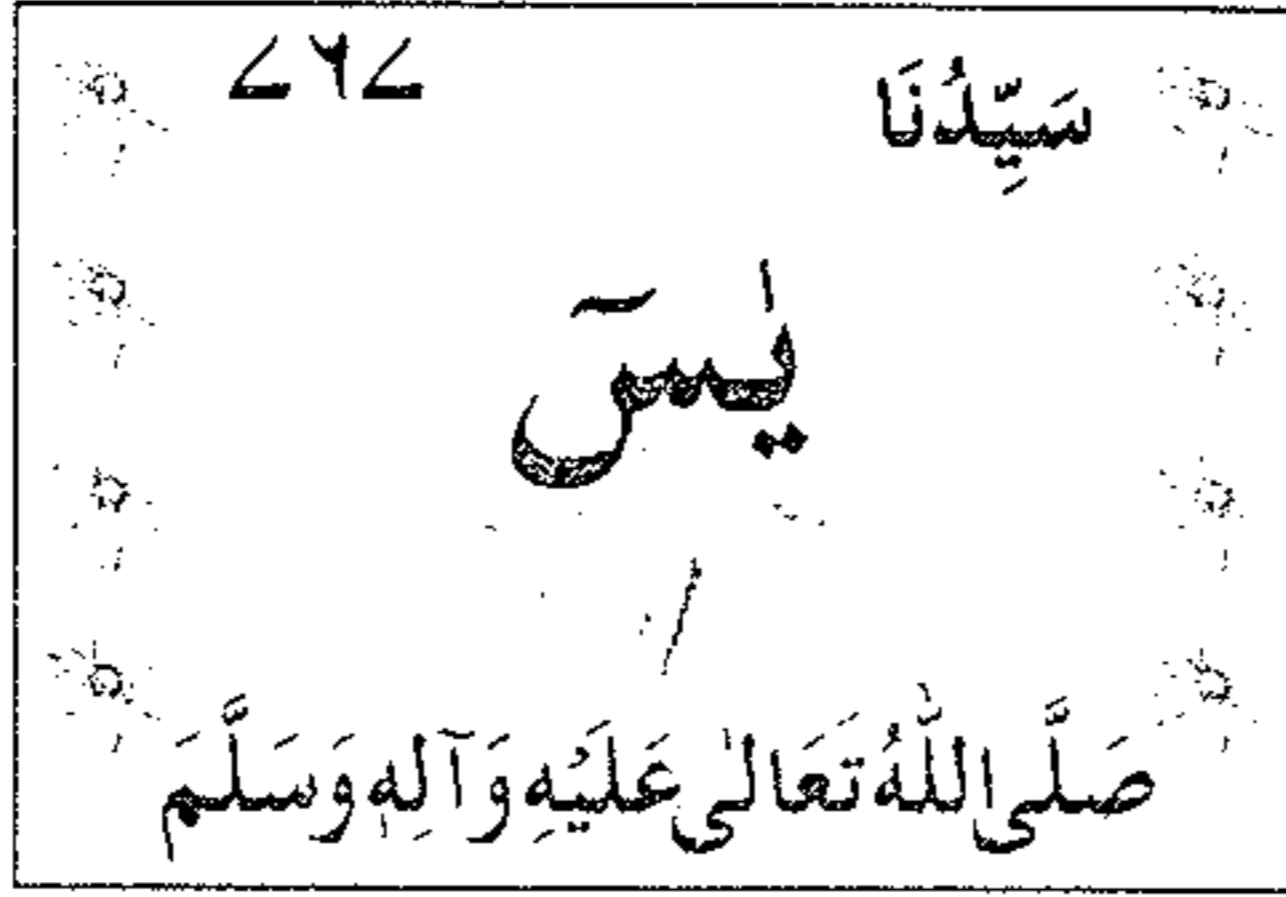 سَيِّدُنَا ۷۶۷
يٰسٓ
صَلَّى اللّٰهُ تَعَالٰى عَلَيْهِ وَآلِهٖ وَسَلَّمَ